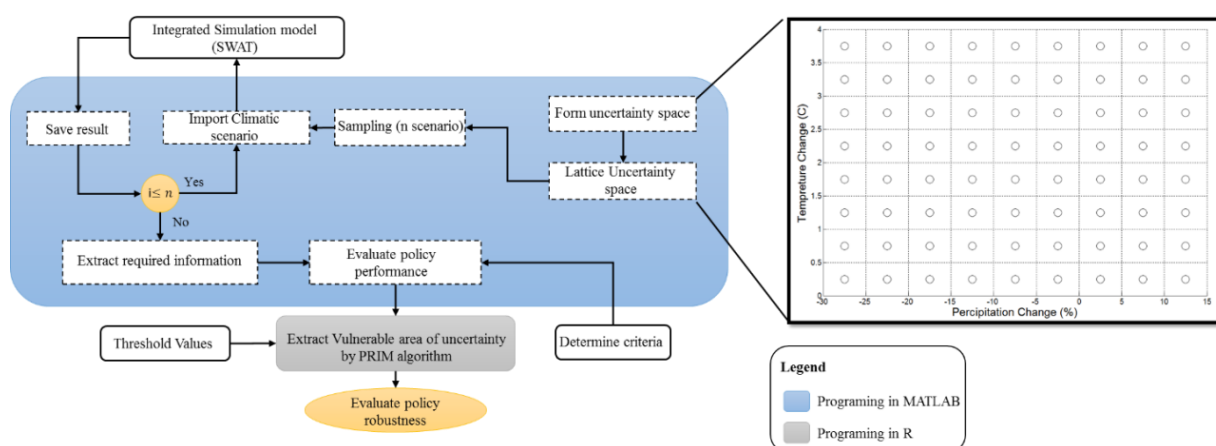 Integrated Simulation model
(SWAT)
Save result
Import Climatic
scenario
Sampling (n scenario)
Form uncertainty space
Lattice Uncertainty
space
i≤ n
Yes
No
Extract required information
Evaluate policy
performance
Threshold Values
Extract Vulnerable area of uncertainty
by PRIM algorithm
Determine criteria
Evaluate policy
robustness
Tempreture Change (C)
4
3.5
3
2.5
2
1.5
1
0.5
0
-30 -25 -20 -15 -10 -5 0 5 10 15
Percipitation Change (%)
Legend
Programing in MATLAB
Programing in R